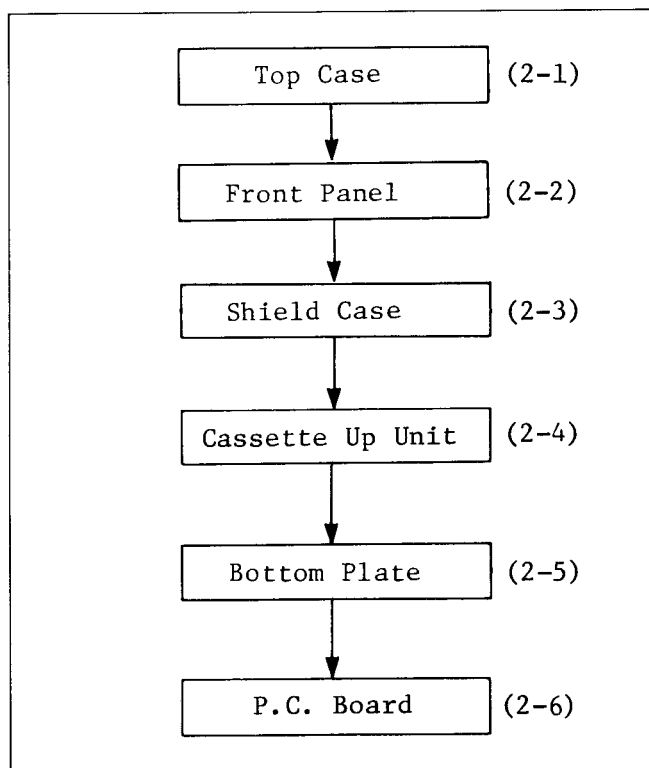 Top Case (2-1)
Front Panel (2-2)
Shield Case (2-3)
Cassette Up Unit (2-4)
Bottom Plate (2-5)
P.C. Board (2-6)